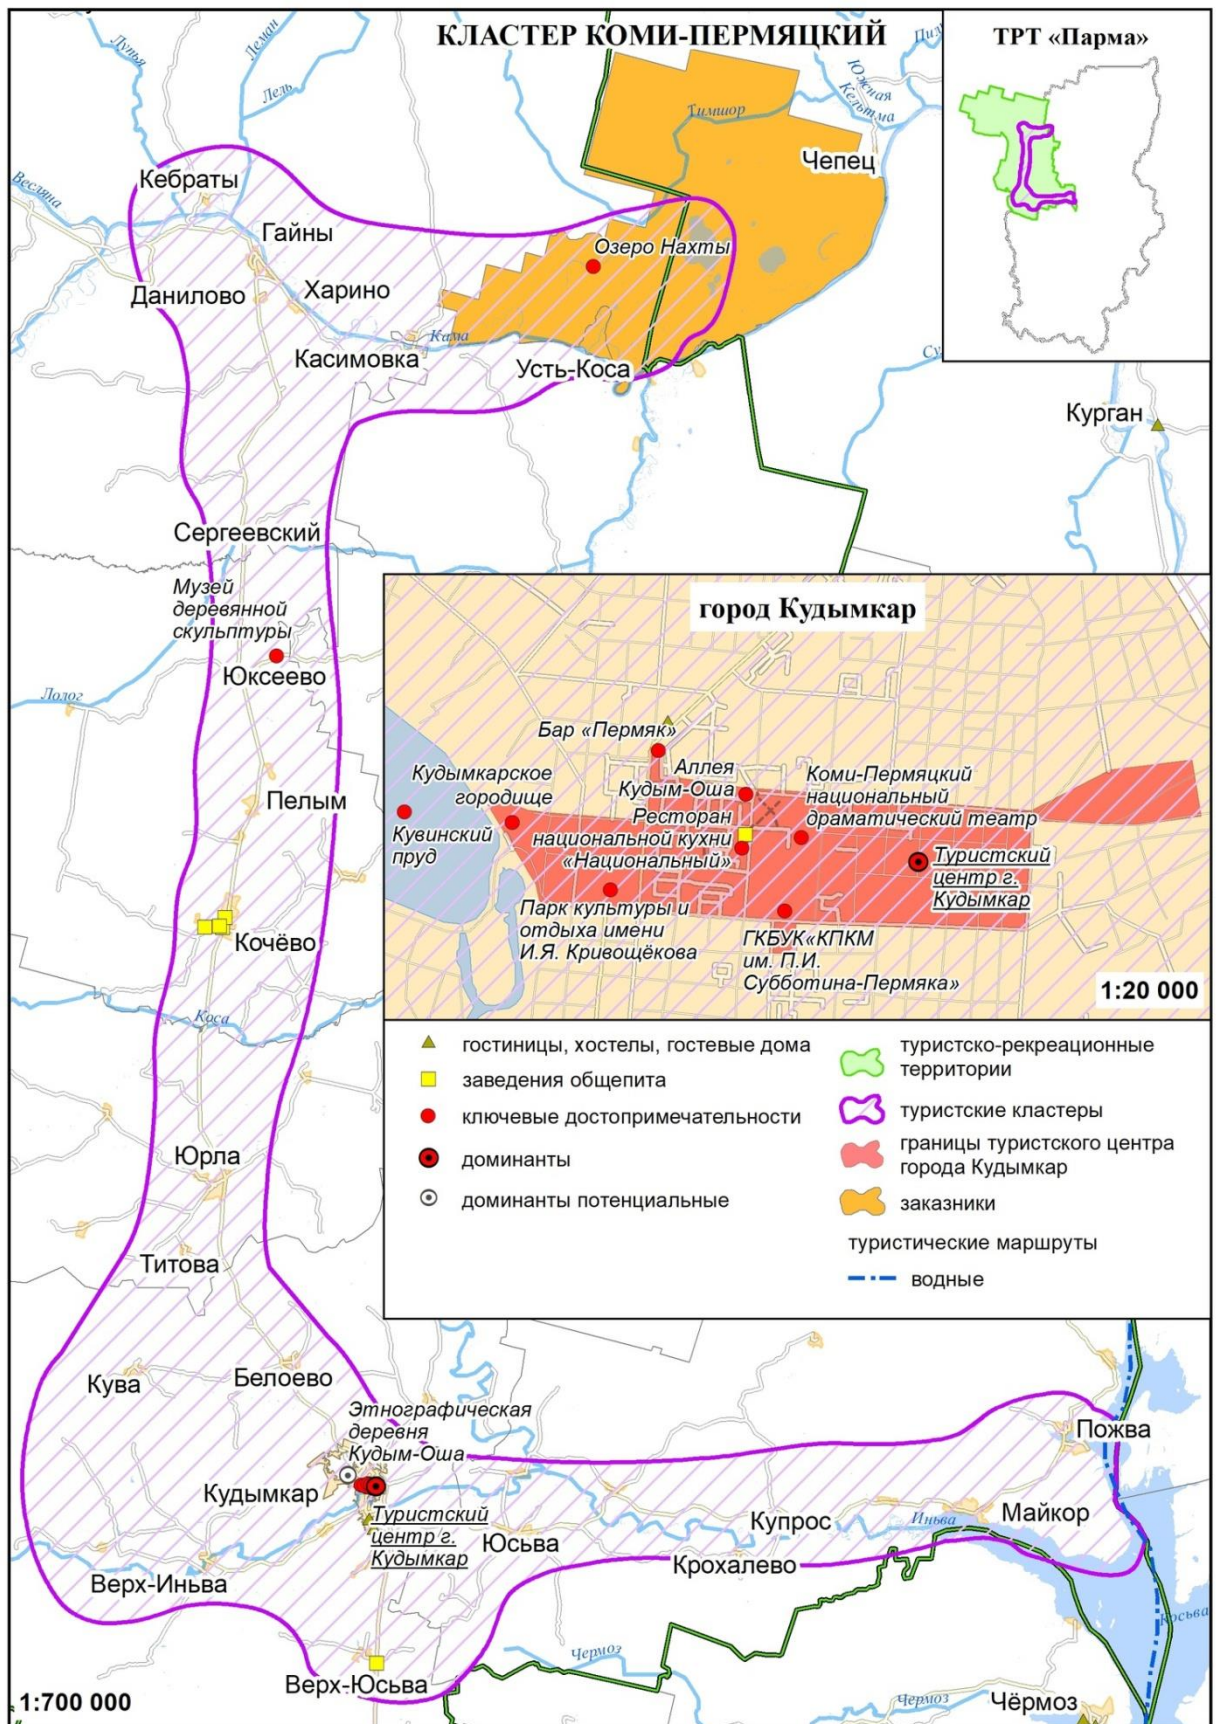 КЛАСТЕР КОМИ-ПЕРМЯЦКИЙ
ТРТ «Парма»
Лупья
Леман
Лель
Южная
Кельтма
Тимшор
Чепец
Весляна
Кебраты
Гайны
Озеро Нахты
Данилово
Харино
Кама
Касимовка
Усть-Коса
Курган
Сергеевский
Музей
деревянной
скульптуры
Юксеево
Лолог
Пелым
Кочёво
Коса
Юрла
Титова
город Кудымкар
Бар «Пермяк»
Аллея
Кудым-Оша
Кудымкарское
городище
Коми-Пермяцкий
национальный
драматический театр
Ресторан
национальной кухни
«Национальный»
Кувинский
пруд
Туристский
центр г.
Кудымкар
Парк культуры и
отдыха имени
И.Я. Кривощёкова
ГКБУК«КПКМ
им. П.И.
Субботина-Пермяка»
1:20 000
гостиницы, хостелы, гостевые дома
заведения общепита
ключевые достопримечательности
доминанты
доминанты потенциальные
туристско-рекреационные
территории
туристские кластеры
границы туристского центра
города Кудымкар
заказники
туристические маршруты
водные
Кува
Белоево
Этнографическая
деревня
Кудым-Оша
Кудымкар
Туристский
центр г.
Кудымкар
Юсьва
Купрос
Иньва
Майкор
Пожва
Крохалево
Верх-Иньва
Косьва
Чермоз
Верх-Юсьва
1:700 000
Чермоз
Чёрмоз